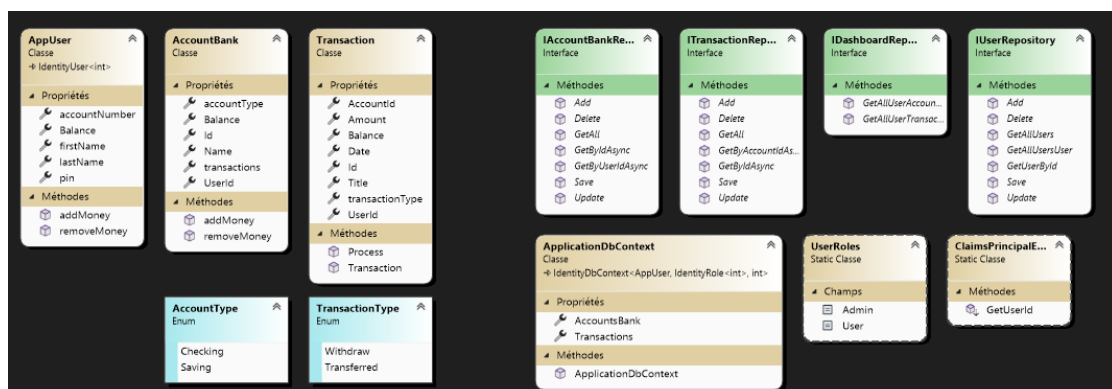 AppUser
Classe
IdentityUser<int>
Propriétés
accountNumber
Balance
firstName
lastName
pin
Méthodes
addMoney
removeMoney
AccountBank
Classe
Propriétés
accountType
Balance
Id
Name
transactions
UserId
Méthodes
addMoney
removeMoney
Transaction
Classe
Propriétés
AccountId
Amount
Balance
Date
Id
Title
transactionType
UserId
Méthodes
Process
Transaction
AccountType
Enum
Checking
Saving
TransactionType
Enum
Withdraw
Transferred
IAccountBankRe...
Interface
Méthodes
Add
Delete
GetAll
GetByIdAsync
GetByUserIdAsync
Save
Update
ITransactionRep...
Interface
Méthodes
Add
Delete
GetAll
GetByAccountIdAs...
GetByIdAsync
Save
Update
IDashboardRep...
Interface
Méthodes
GetAllUserAccoun...
GetAllUserTransac...
IUserRepository
Interface
Méthodes
Add
Delete
GetAllUsers
GetAllUsersUser
GetUserById
Save
Update
ApplicationDbContext
Classe
IdentityDbContext<AppUser, IdentityRole<int>, int>
Propriétés
AccountsBank
Transactions
Méthodes
ApplicationDbContext
UserRoles
Static Classe
Champs
Admin
User
ClaimsPrincipalE...
Static Classe
Méthodes
GetUserId